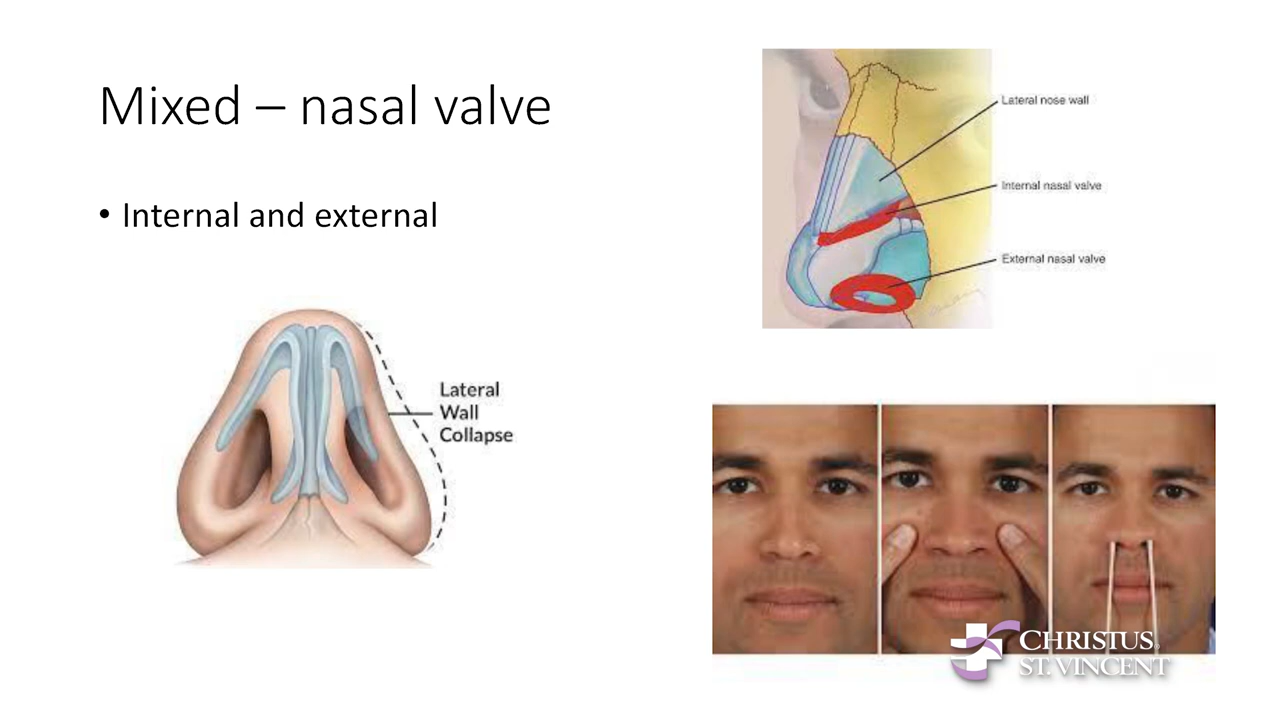 Mixed – nasal valve
• Internal and external
Lateral
Wall
Collapse
Lateral nose wall
Internal nasal valve
External nasal valve
CHRISTUS
ST. VINCENT